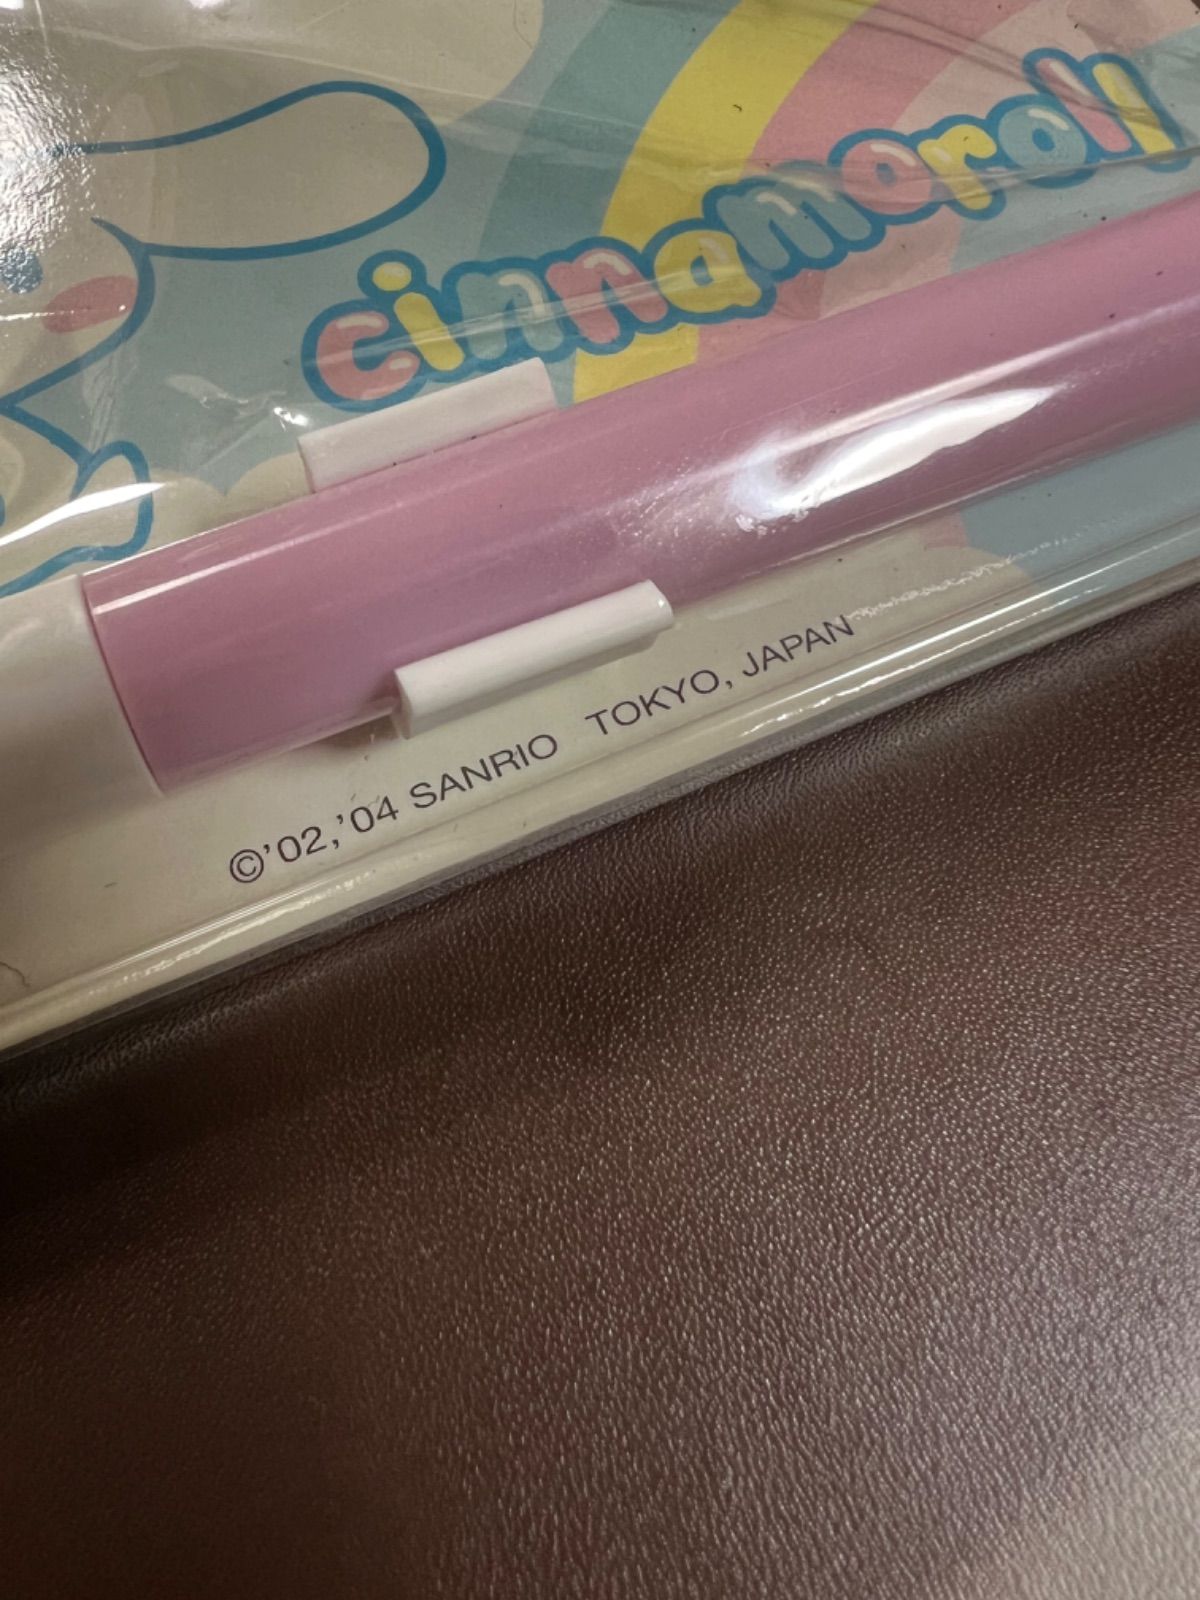 cinnamoroll
©'02,'04 SANRIO TOKYO, JAPAN